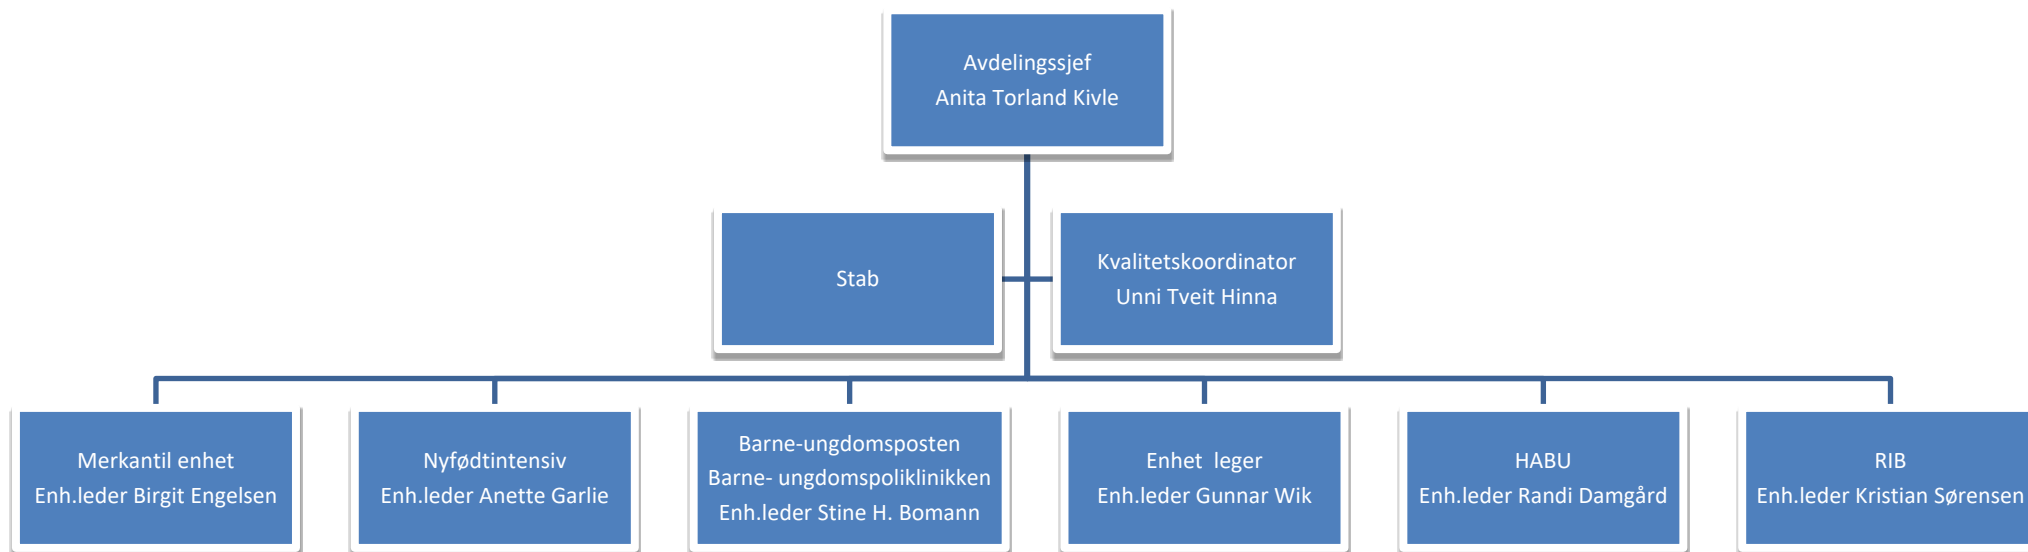 Avdelingssjef
Anita Torland Kivle
Stab
Kvalitetskoordinator
Unni Tveit Hinna
Merkantil enhet
Enh.leder Birgit Engelsen
Nyfødtintensiv
Enh.leder Anette Garlie
Barne-ungdomsposten
Barne- ungdomspoliklinikken
Enh.leder Stine H. Bomann
Enhet  leger
Enh.leder Gunnar Wik
HABU
Enh.leder Randi Damgård
RIB
Enh.leder Kristian Sørensen